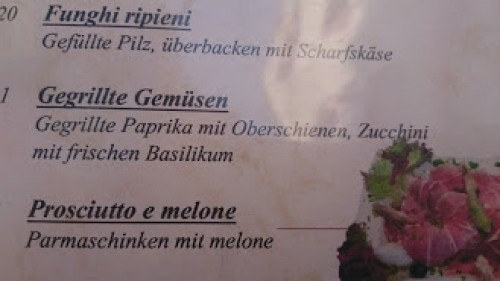 20 Funghi ripieni
Gefüllte Pilz, überbacken mit Scharfskäse
1 Gegrillte Gemüsen
Gegrillte Paprika mit Oberschienen, Zucchini
mit frischen Basilikum
Prosciutto e melone
Parmaschinken mit melone